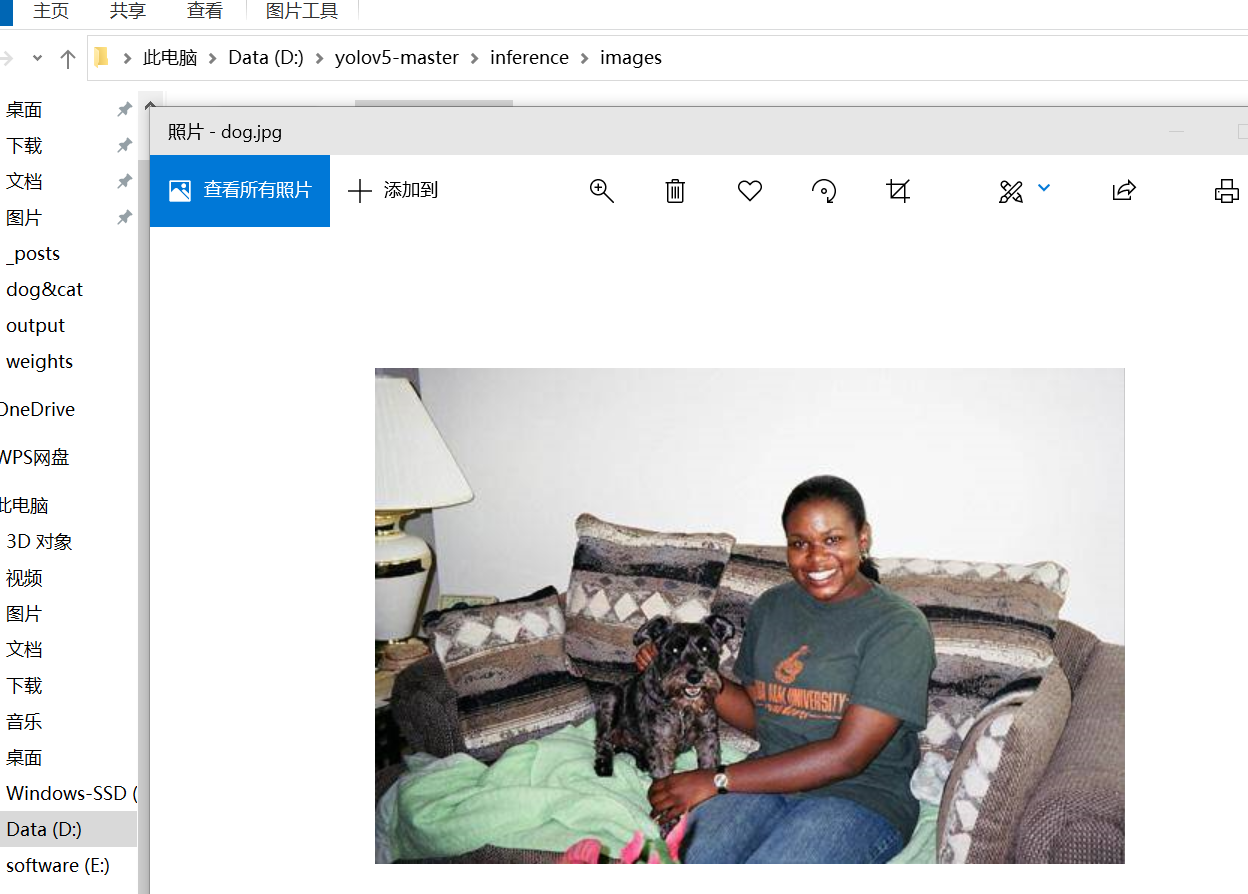 主页 共享 查看 图片工具
此电脑 Data (D:) yolov5-master inference images
照片 - dog.jpg
查看所有照片 添加到
桌面
下载
文档
图片
_posts
dog&cat
output
weights
OneDrive
WPS网盘
此电脑
3D 对象
视频
图片
文档
下载
音乐
桌面
Windows-SSD (
Data (D:)
software (E:)
UNIVERSITY